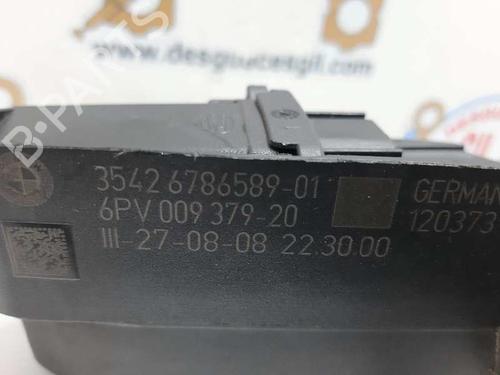 desguacesgil.com
B-PARTS
3542 6786589-01
6PV 009 379-20
III-27-08-08 22.30.00
GERMAN
120373